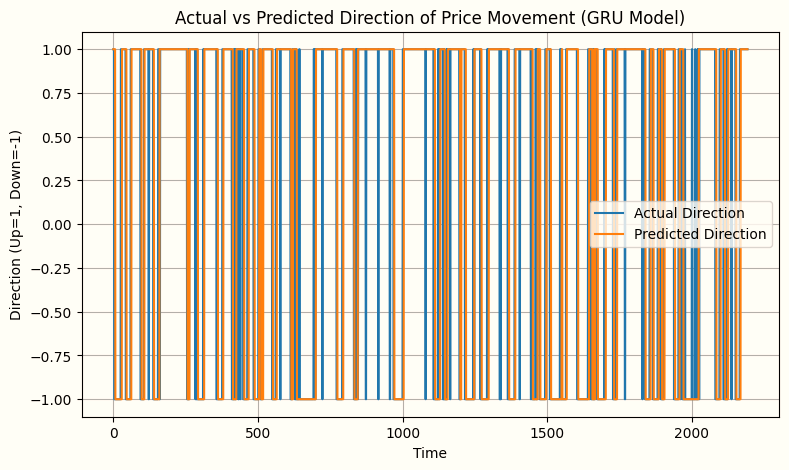 Actual vs Predicted Direction of Price Movement (GRU Model)
1.00
0.75
0.50
0.25
0.00
−0.25
−0.50
−0.75
−1.00
Direction (Up=1, Down=-1)
Actual Direction
Predicted Direction
0 500 1000 1500 2000
Time